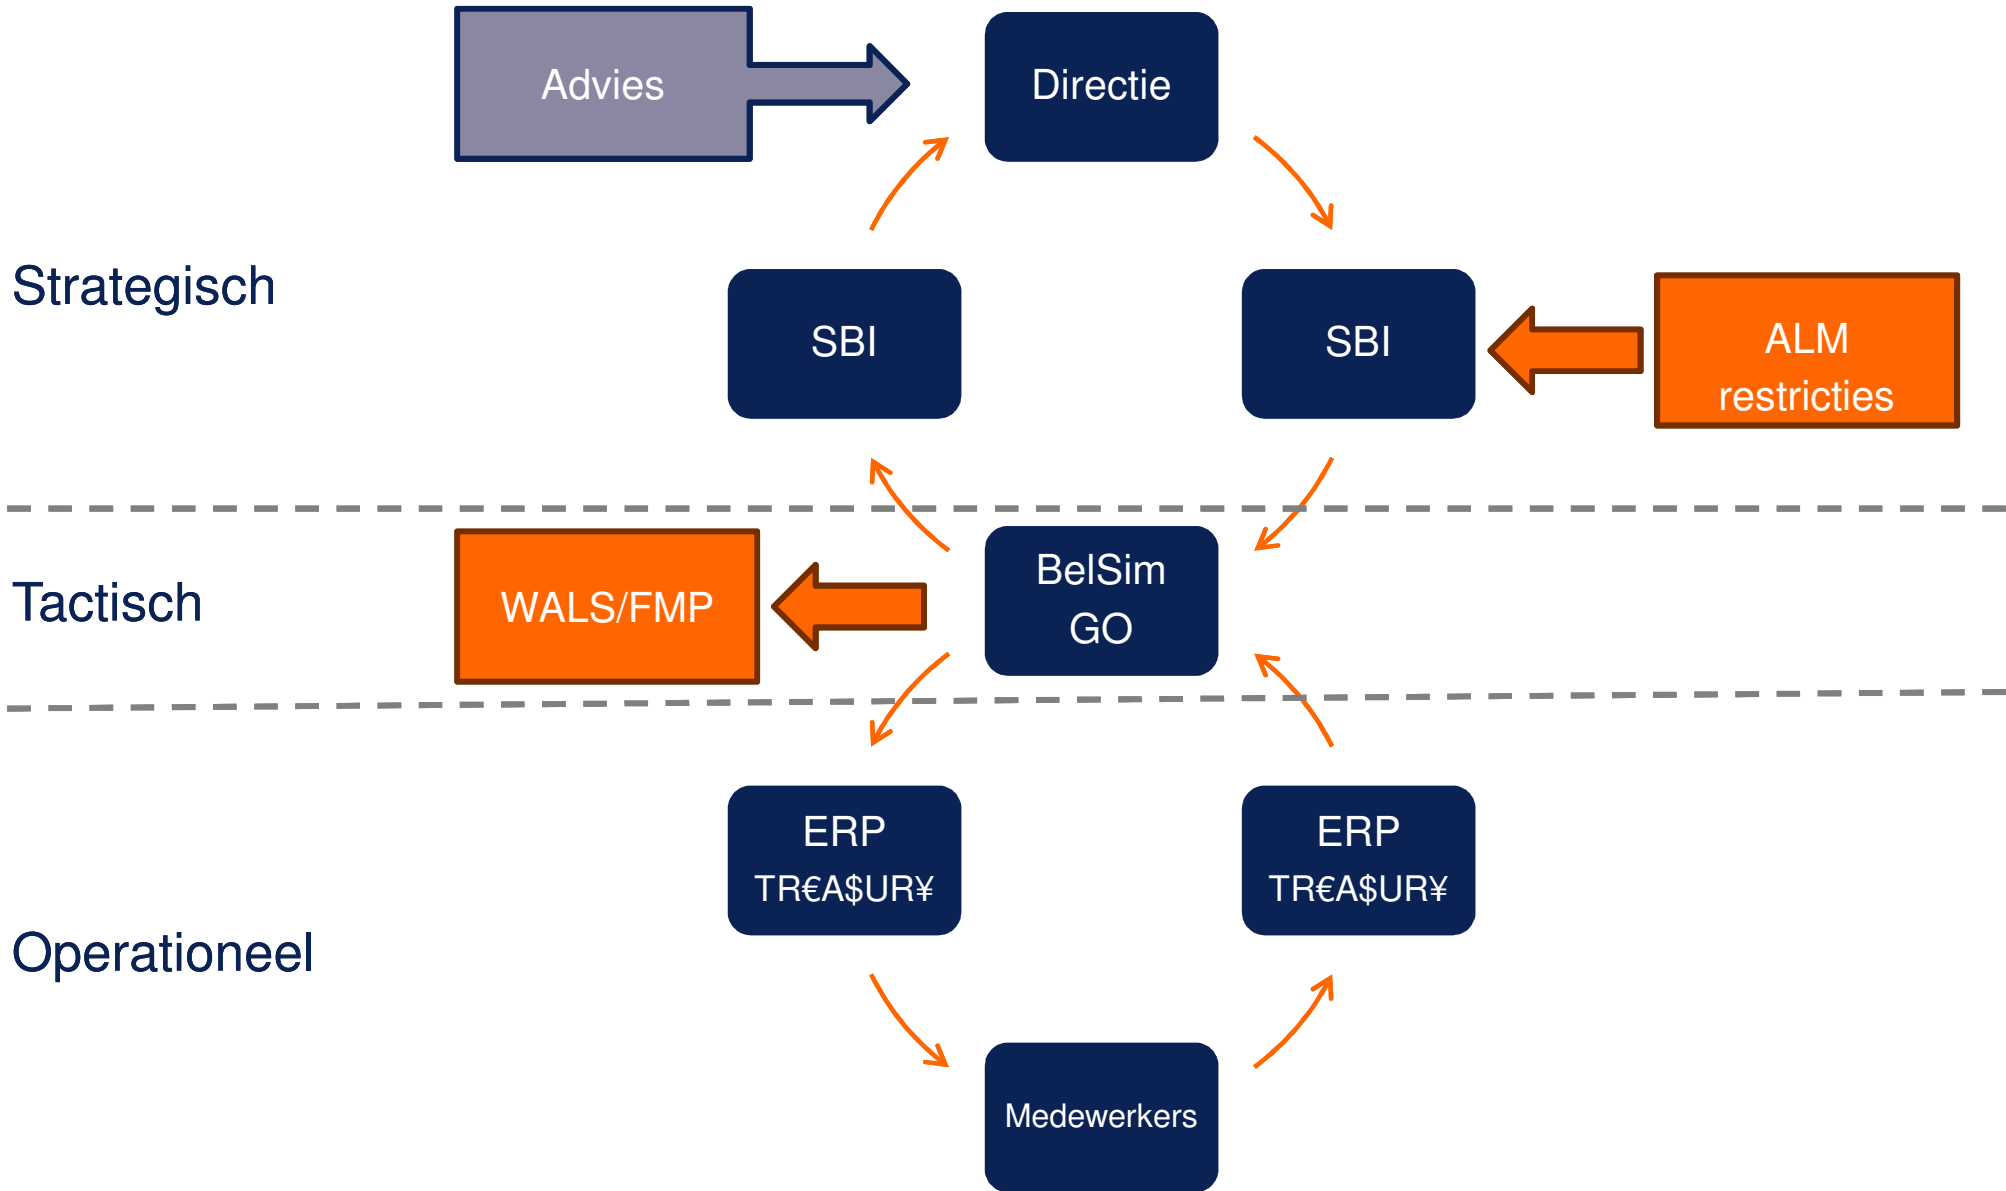 Advies
Directie
Strategisch
SBI
SBI
ALM
restricties
Tactisch
WALS/FMP
BelSim
GO
ERP
TR€A$UR¥
ERP
TR€A$UR¥
Operationeel
Medewerkers